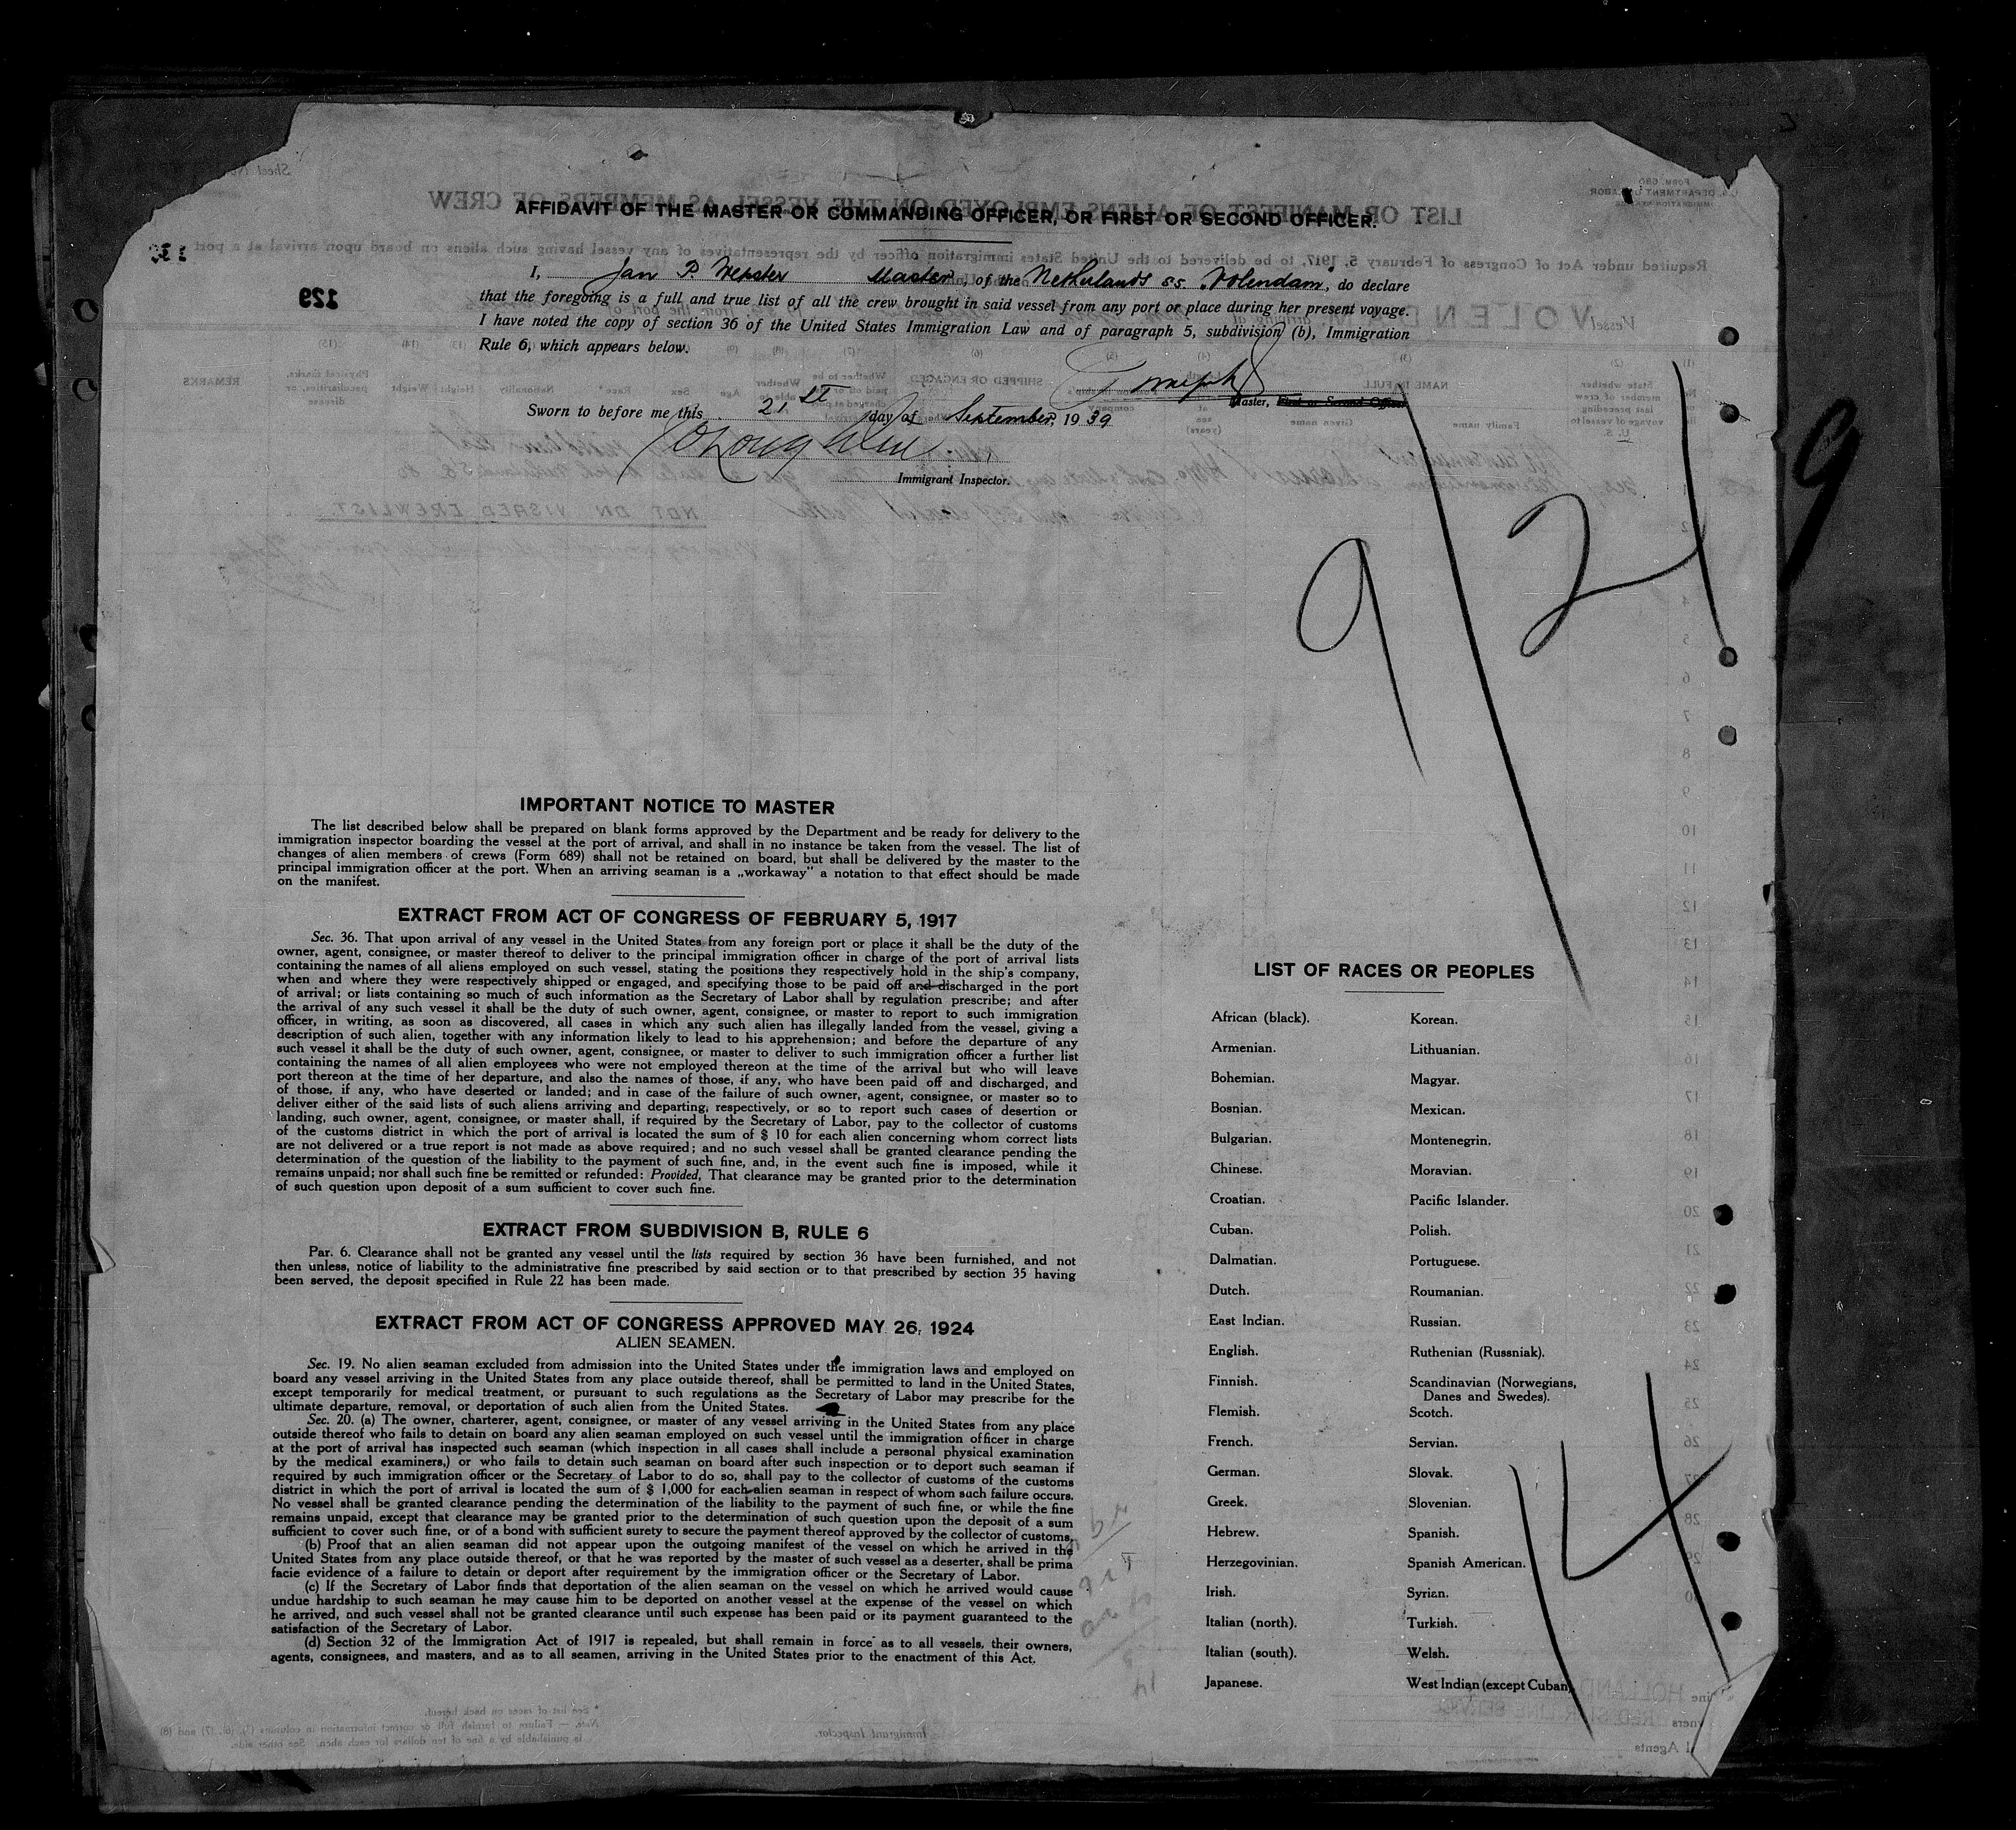 AFFIDAVIT OF THE MASTER OR COMMANDING OFFICER, OR FIRST OR SECOND OFFICER.
I, Jan P. Wepster Master, of the Netherlands ss. Volendam, do declare
that the foregoing is a full and true list of all the crew brought in said vessel from any port or place during her present voyage.
I have noted the copy of section 36 of the United States Immigration Law and of paragraph 5, subdivision (b), Immigration
Rule 6, which appears below.
Master, First or Second Officer.
Sworn to before me this 21st day of September, 1939
Immigrant Inspector.
9/21
9
IMPORTANT NOTICE TO MASTER
The list described below shall be prepared on blank forms approved by the Department and be ready for delivery to the
immigration inspector boarding the vessel at the port of arrival, and shall in no instance be taken from the vessel. The list of
changes of alien members of crews (Form 689) shall not be retained on board, but shall be delivered by the master to the
principal immigration officer at the port. When an arriving seaman is a „workaway” a notation to that effect should be made
on the manifest.
EXTRACT FROM ACT OF CONGRESS OF FEBRUARY 5, 1917
Sec. 36. That upon arrival of any vessel in the United States from any foreign port or place it shall be the duty of the
owner, agent, consignee, or master thereof to deliver to the principal immigration officer in charge of the port of arrival lists
containing the names of all aliens employed on such vessel, stating the positions they respectively hold in the ship's company,
when and where they were respectively shipped or engaged, and specifying those to be paid off and discharged in the port
of arrival; or lists containing so much of such information as the Secretary of Labor shall by regulation prescribe; and after
the arrival of any such vessel it shall be the duty of such owner, agent, consignee, or master to report to such immigration
officer, in writing, as soon as discovered, all cases in which any such alien has illegally landed from the vessel, giving a
description of such alien, together with any information likely to lead to his apprehension; and before the departure of any
such vessel it shall be the duty of such owner, agent, consignee, or master to deliver to such immigration officer a further list
containing the names of all alien employees who were not employed thereon at the time of the arrival but who will leave
port thereon at the time of her departure, and also the names of those, if any, who have been paid off and discharged, and
of those, if any, who have deserted or landed; and in case of the failure of such owner, agent, consignee, or master so to
deliver either of the said lists of such aliens arriving and departing, respectively, or so to report such cases of desertion or
landing, such owner, agent, consignee, or master shall, if required by the Secretary of Labor, pay to the collector of customs
of the customs district in which the port of arrival is located the sum of $ 10 for each alien concerning whom correct lists
are not delivered or a true report is not made as above required; and no such vessel shall be granted clearance pending the
determination of the question of the liability to the payment of such fine, and, in the event such fine is imposed, while it
remains unpaid; nor shall such fine be remitted or refunded: Provided, That clearance may be granted prior to the determination
of such question upon deposit of a sum sufficient to cover such fine.
EXTRACT FROM SUBDIVISION B, RULE 6
Par. 6. Clearance shall not be granted any vessel until the lists required by section 36 have been furnished, and not
then unless, notice of liability to the administrative fine prescribed by said section or to that prescribed by section 35 having
been served, the deposit specified in Rule 22 has been made.
EXTRACT FROM ACT OF CONGRESS APPROVED MAY 26, 1924
ALIEN SEAMEN.
Sec. 19. No alien seaman excluded from admission into the United States under the immigration laws and employed on
board any vessel arriving in the United States from any place outside thereof, shall be permitted to land in the United States,
except temporarily for medical treatment, or pursuant to such regulations as the Secretary of Labor may prescribe for the
ultimate departure, removal, or deportation of such alien from the United States.
Sec. 20. (a) The owner, charterer, agent, consignee, or master of any vessel arriving in the United States from any place
outside thereof who fails to detain on board any alien seaman employed on such vessel until the immigration officer in charge
at the port of arrival has inspected such seaman (which inspection in all cases shall include a personal physical examination
by the medical examiners,) or who fails to detain such seaman on board after such inspection or to deport such seaman if
required by such immigration officer or the Secretary of Labor to do so, shall pay to the collector of customs of the customs
district in which the port of arrival is located the sum of $ 1,000 for each alien seaman in respect of whom such failure occurs.
No vessel shall be granted clearance pending the determination of the liability to the payment of such fine, or while the fine
remains unpaid, except that clearance may be granted prior to the determination of such question upon the deposit of a sum
sufficient to cover such fine, or of a bond with sufficient surety to secure the payment thereof approved by the collector of customs.
(b) Proof that an alien seaman did not appear upon the outgoing manifest of the vessel on which he arrived in the
United States from any place outside thereof, or that he was reported by the master of such vessel as a deserter, shall be prima
facie evidence of a failure to detain or deport after requirement by the immigration officer or the Secretary of Labor.
(c) If the Secretary of Labor finds that deportation of the alien seaman on the vessel on which he arrived would cause
undue hardship to such seaman he may cause him to be deported on another vessel at the expense of the vessel on which
he arrived, and such vessel shall not be granted clearance until such expense has been paid or its payment guaranteed to the
satisfaction of the Secretary of Labor.
(d) Section 32 of the Immigration Act of 1917 is repealed, but shall remain in force as to all vessels, their owners,
agents, consignees, and masters, and as to all seamen, arriving in the United States prior to the enactment of this Act.
LIST OF RACES OR PEOPLES
African (black).
Armenian.
Bohemian.
Bosnian.
Bulgarian.
Chinese.
Croatian.
Cuban.
Dalmatian.
Dutch.
East Indian.
English.
Finnish.
Flemish.
French.
German.
Greek.
Hebrew.
Herzegovinian.
Irish.
Italian (north).
Italian (south).
Japanese.
Korean.
Lithuanian.
Magyar.
Mexican.
Montenegrin.
Moravian.
Pacific Islander.
Polish.
Portuguese.
Roumanian.
Russian.
Ruthenian (Russniak).
Scandinavian (Norwegians,
Danes and Swedes).
Scotch.
Servian.
Slovak.
Slovenian.
Spanish.
Spanish American.
Syrian.
Turkish.
Welsh.
West Indian (except Cuban).
14